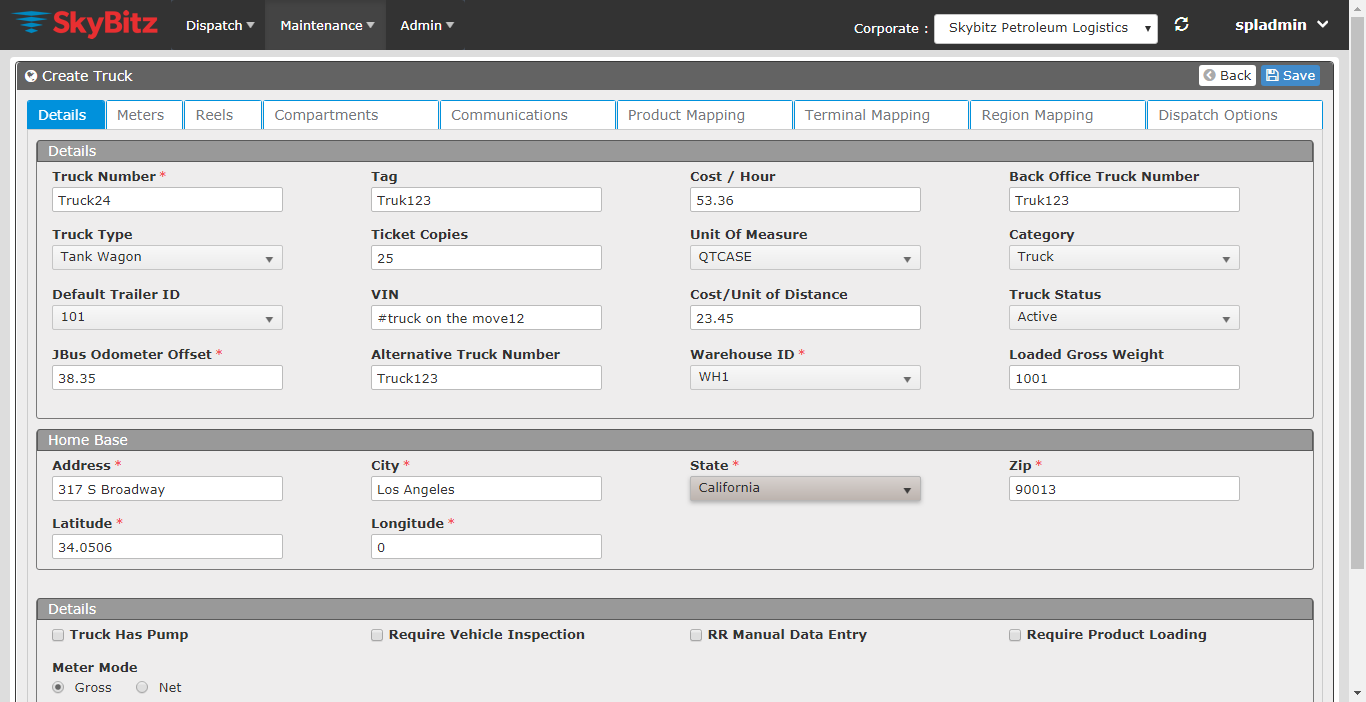 SkyBitz Dispatch Maintenance Admin Corporate : Skybitz Petroleum Logistics spladmin
Create Truck Back Save
Details Meters Reels Compartments Communications Product Mapping Terminal Mapping Region Mapping Dispatch Options
Details
Truck Number * Tag Cost / Hour Back Office Truck Number
Truck24 Truk123 53.36 Truk123
Truck Type Ticket Copies Unit Of Measure Category
Tank Wagon 25 QTCASE Truck
Default Trailer ID VIN Cost/Unit of Distance Truck Status
101 #truck on the move12 23.45 Active
JBus Odometer Offset * Alternative Truck Number Warehouse ID * Loaded Gross Weight
38.35 Truck123 WH1 1001
Home Base
Address * City * State * Zip *
317 S Broadway Los Angeles California 90013
Latitude * Longitude *
34.0506 0
Details
Truck Has Pump Require Vehicle Inspection RR Manual Data Entry Require Product Loading
Meter Mode
Gross Net